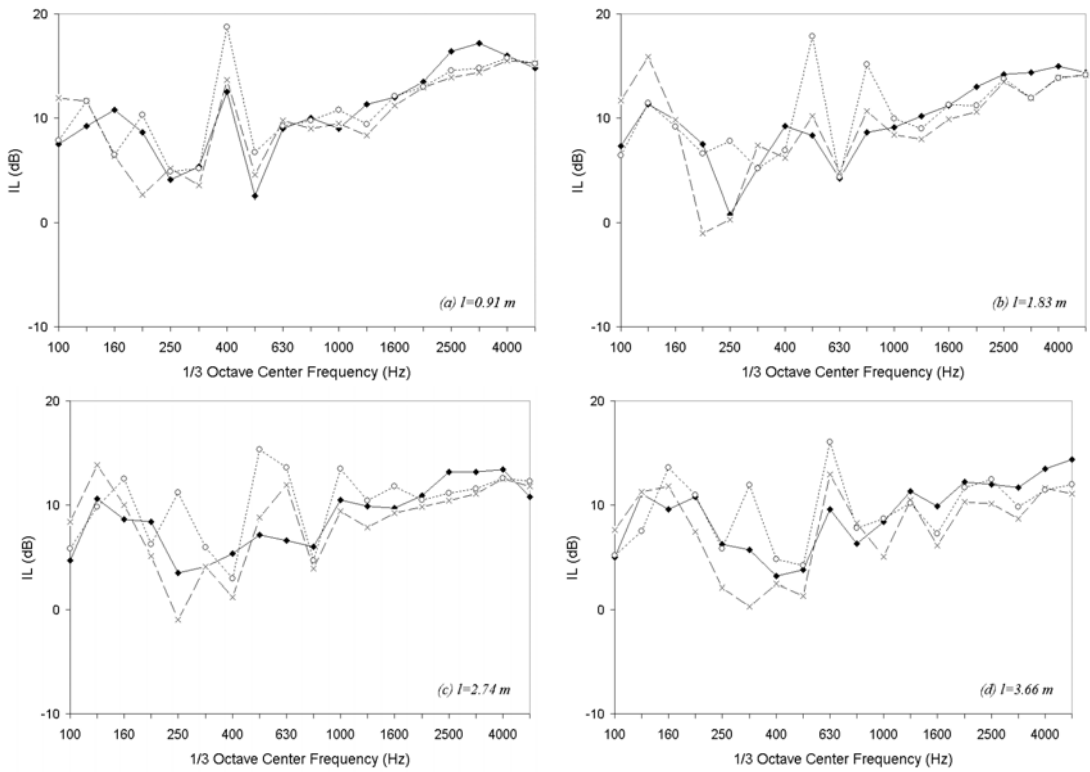 20
10
0
-10
IL (dB)
(a) l=0.91 m
100 160 250 400 630 1000 1600 2500 4000
1/3 Octave Center Frequency (Hz)
20
10
0
-10
IL (dB)
(b) l=1.83 m
100 160 250 400 630 1000 1600 2500 4000
1/3 Octave Center Frequency (Hz)
20
10
0
-10
IL (dB)
(c) l=2.74 m
100 160 250 400 630 1000 1600 2500 4000
1/3 Octave Center Frequency (Hz)
20
10
0
-10
IL (dB)
(d) l=3.66 m
100 160 250 400 630 1000 1600 2500 4000
1/3 Octave Center Frequency (Hz)